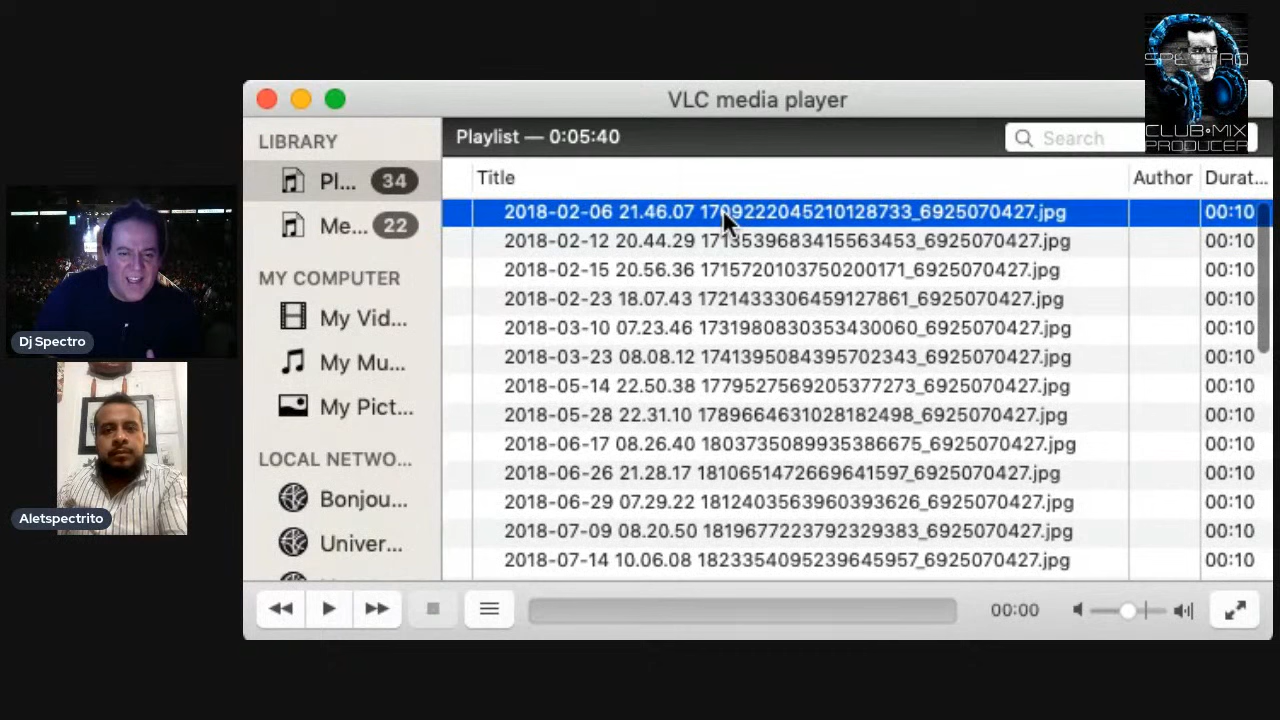 SPECTRO
CLUB•MIX
PRODUCER
VLC media player
LIBRARY
Playlist — 0:05:40
Search
Pl... 34
Title Author Durat...
Me... 22
2018-02-06 21.46.07 1709222045210128733_6925070427.jpg 00:10
2018-02-12 20.44.29 1713539683415563453_6925070427.jpg 00:10
2018-02-15 20.56.36 1715720103750200171_6925070427.jpg 00:10
2018-02-23 18.07.43 1721433306459127861_6925070427.jpg 00:10
2018-03-10 07.23.46 1731980830353430060_6925070427.jpg 00:10
2018-03-23 08.08.12 1741395084395702343_6925070427.jpg 00:10
2018-05-14 22.50.38 1779527569205377273_6925070427.jpg 00:10
2018-05-28 22.31.10 1789664631028182498_6925070427.jpg 00:10
2018-06-17 08.26.40 1803735089935386675_6925070427.jpg 00:10
2018-06-26 21.28.17 1810651472669641597_6925070427.jpg 00:10
2018-06-29 07.29.22 1812403563960393626_6925070427.jpg 00:10
2018-07-09 08.20.50 1819677223792329383_6925070427.jpg 00:10
2018-07-14 10.06.08 1823354095239645957_6925070427.jpg 00:10
MY COMPUTER
My Vid...
My Mu...
My Pict...
LOCAL NETWO...
Bonjou...
Univer...
00:00
Dj Spectro
Aletspectrito